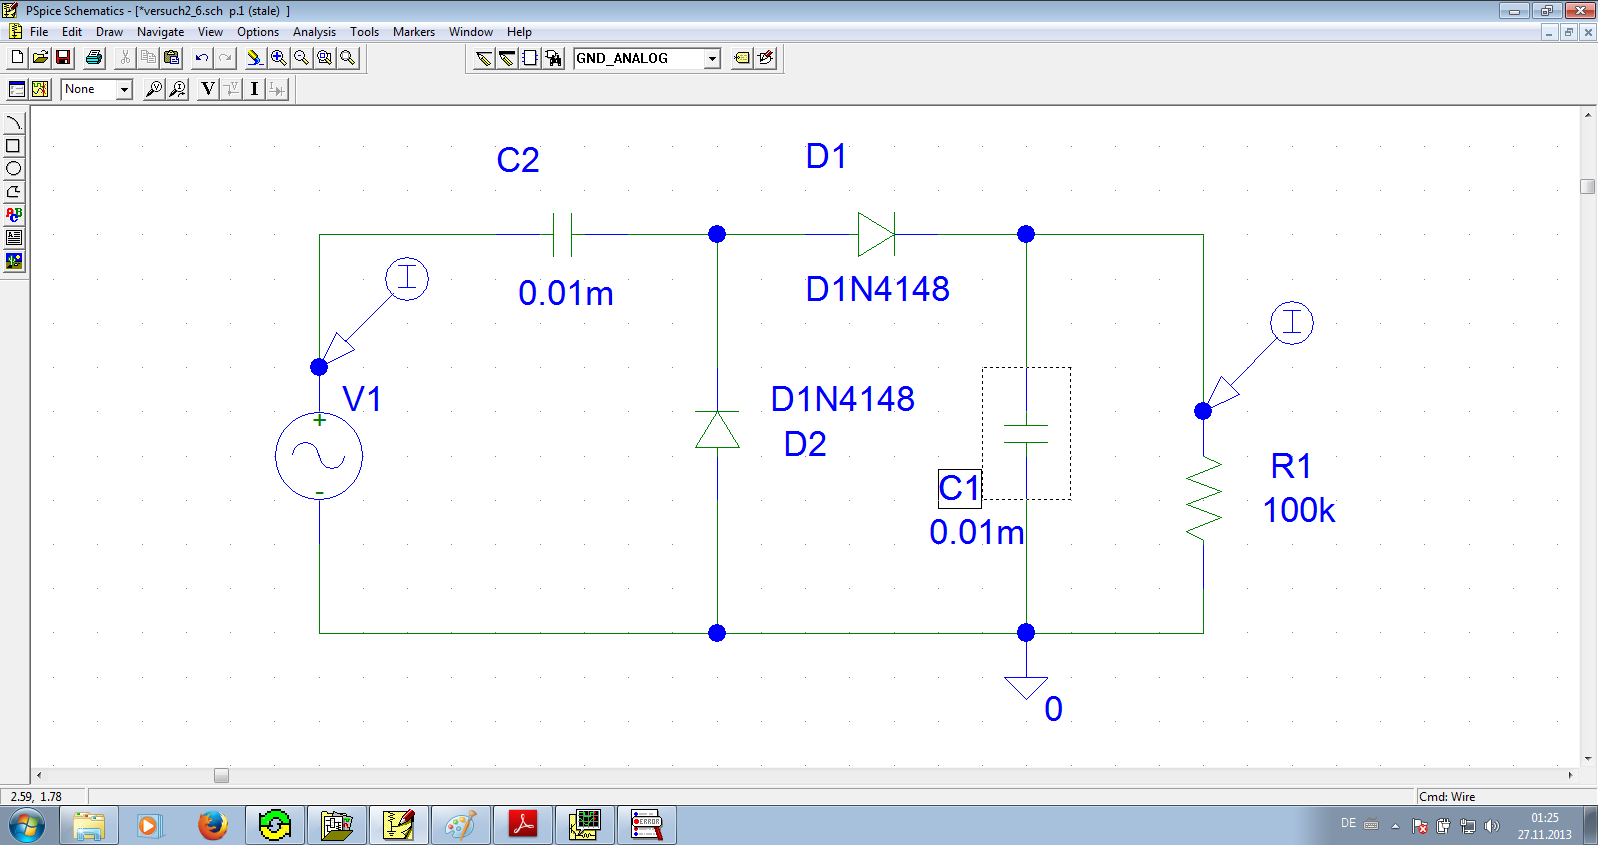 PSpice Schematics - [*versuch2_6.sch p.1 (stale) ]
File Edit Draw Navigate View Options Analysis Tools Markers Window Help
GND_ANALOG
None
V I
ABC
C2 D1
I
0.01m D1N4148
I
V1 D1N4148
+
D2
R1
C1
-
100k
0.01m
0
2.59, 1.78 Cmd: Wire
ERROR
DE
01:25
27.11.2013